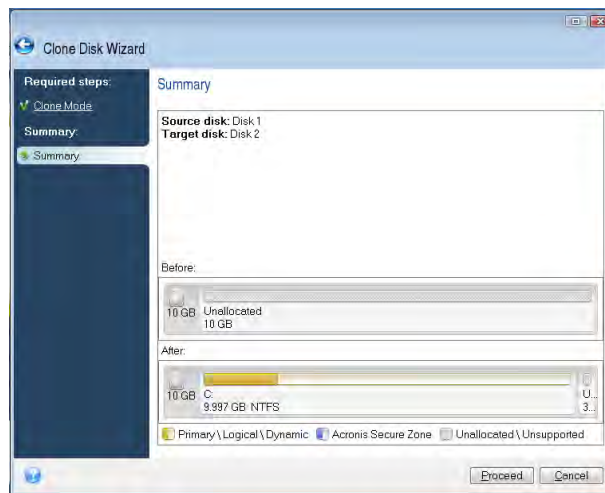 Clone Disk Wizard
Required steps:
Clone Mode
Summary:
Summary
Summary
Source disk: Disk 1
Target disk: Disk 2
Before:
10 GB
Unallocated
10 GB
After:
10 GB
C:
9.997 GB NTFS
U...
3...
Primary \ Logical \ Dynamic Acronis Secure Zone Unallocated \ Unsupported
Proceed Cancel